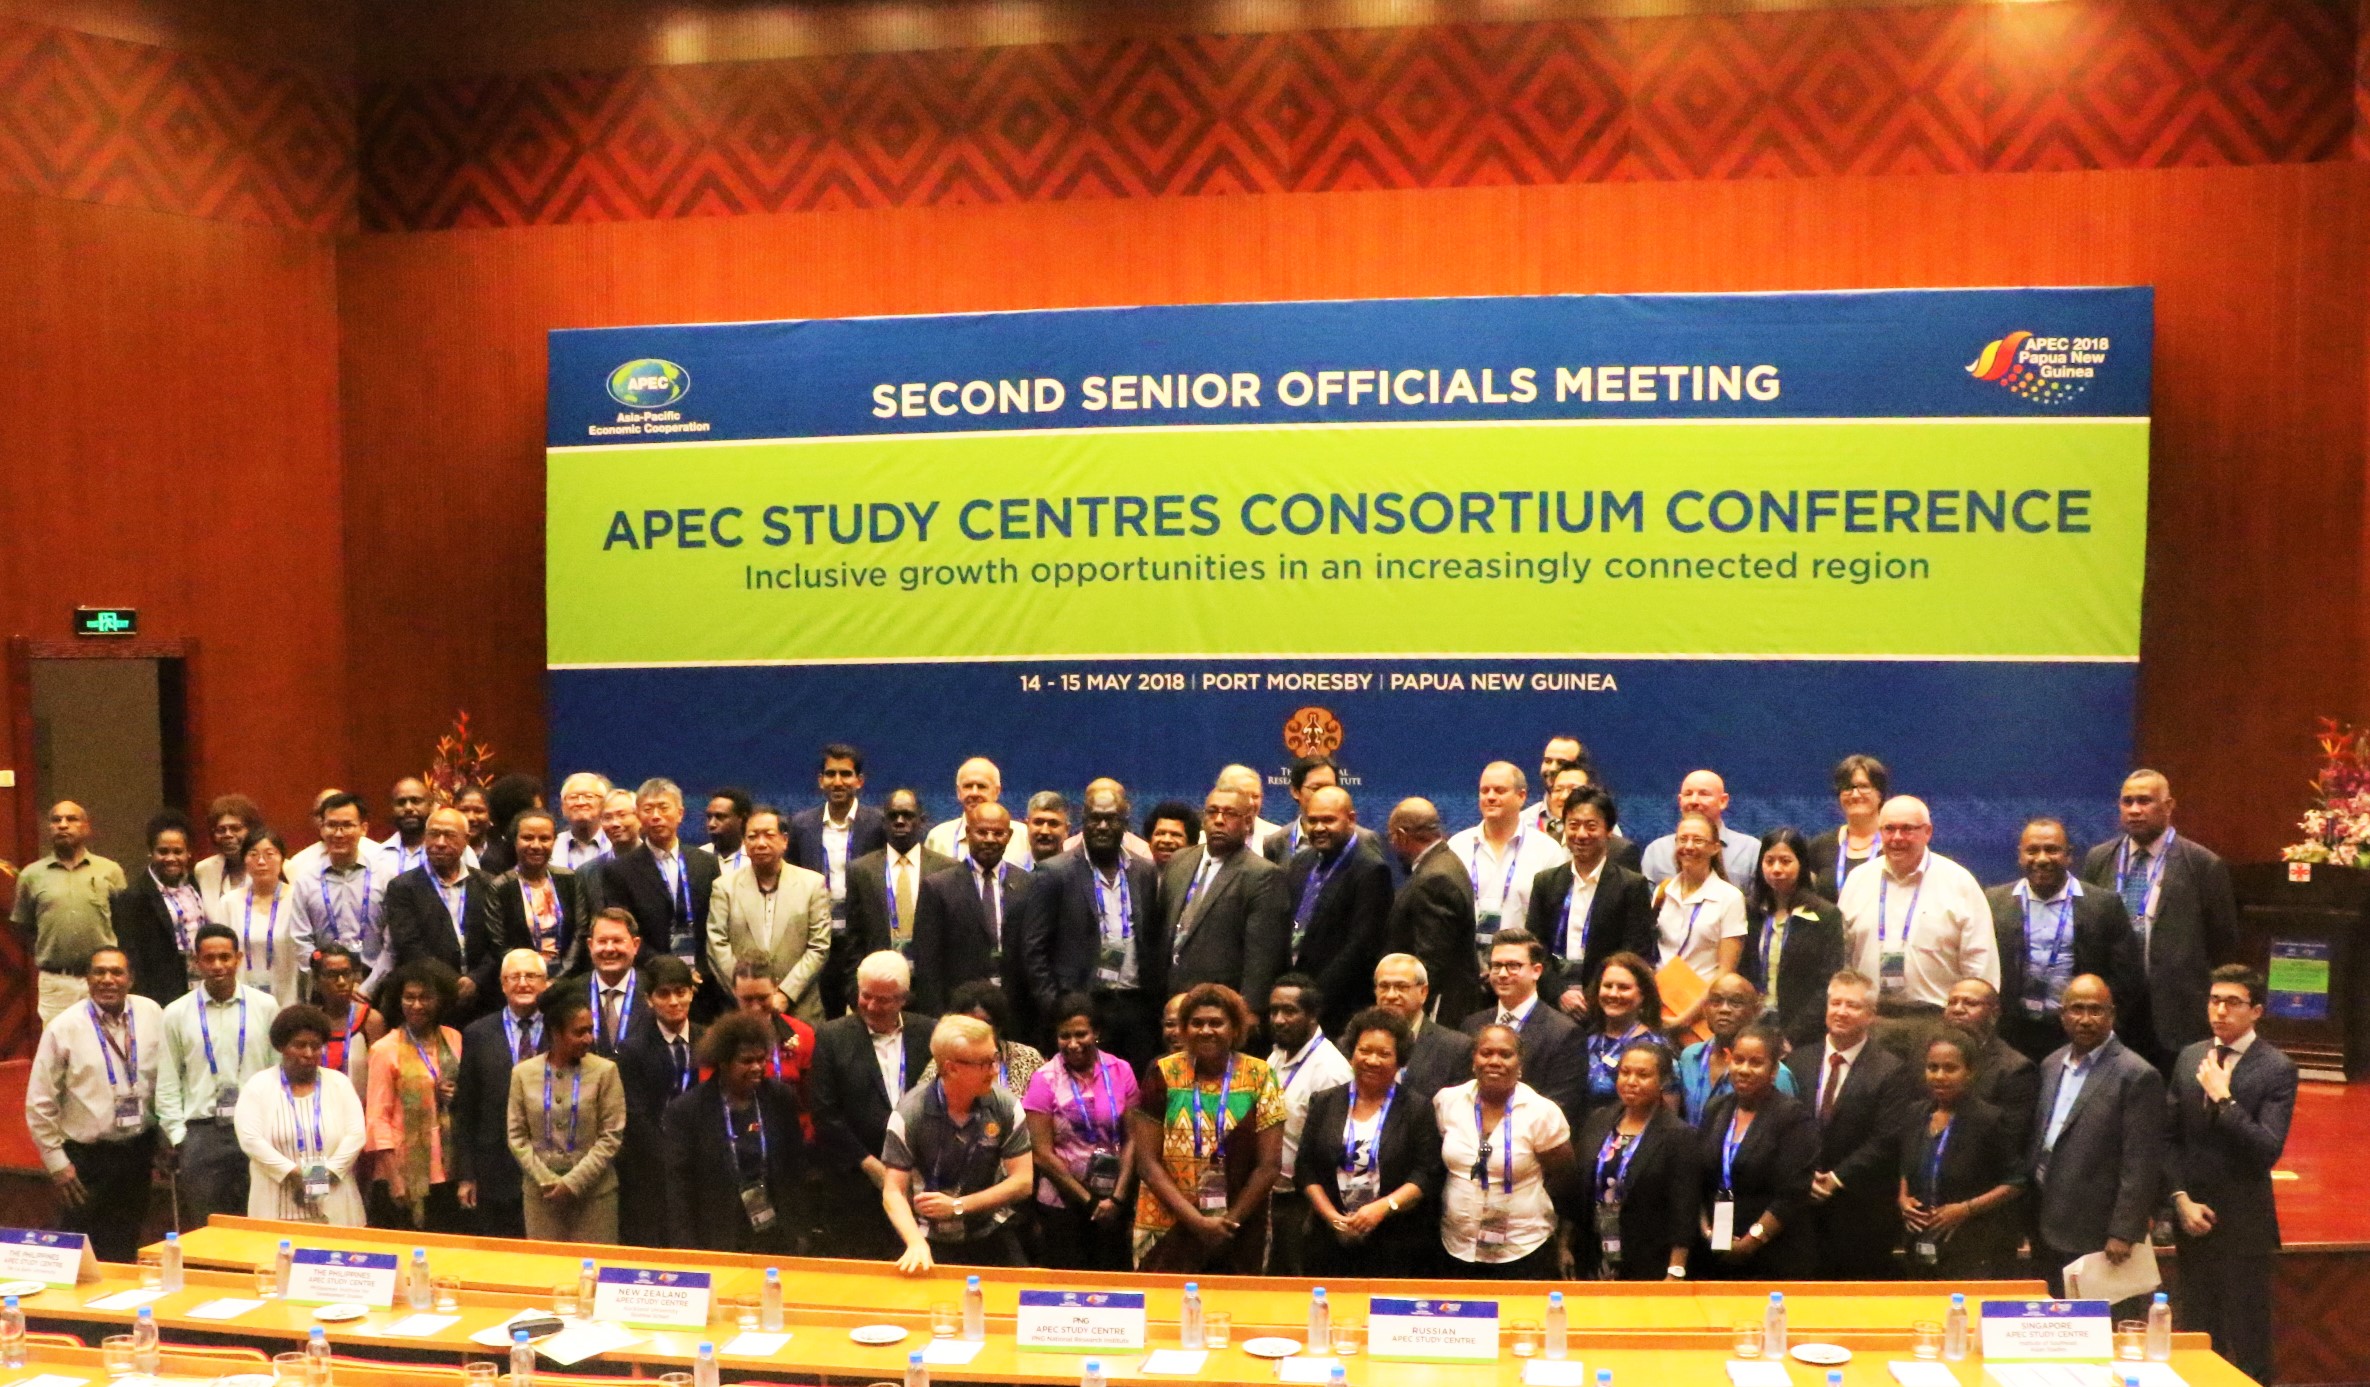 APEC
Asia-Pacific
Economic Cooperation
SECOND SENIOR OFFICIALS MEETING
APEC 2018
Papua New
Guinea
APEC STUDY CENTRES CONSORTIUM CONFERENCE
Inclusive growth opportunities in an increasingly connected region
14 - 15 MAY 2018 | PORT MORESBY | PAPUA NEW GUINEA
THE PHILIPPINES
APEC STUDY CENTRE
THE PHILIPPINES
APEC STUDY CENTRE
NEW ZEALAND
APEC STUDY CENTRE
PNG
APEC STUDY CENTRE
PNG National Research Institute
RUSSIAN
APEC STUDY CENTRE
SINGAPORE
APEC STUDY CENTRE